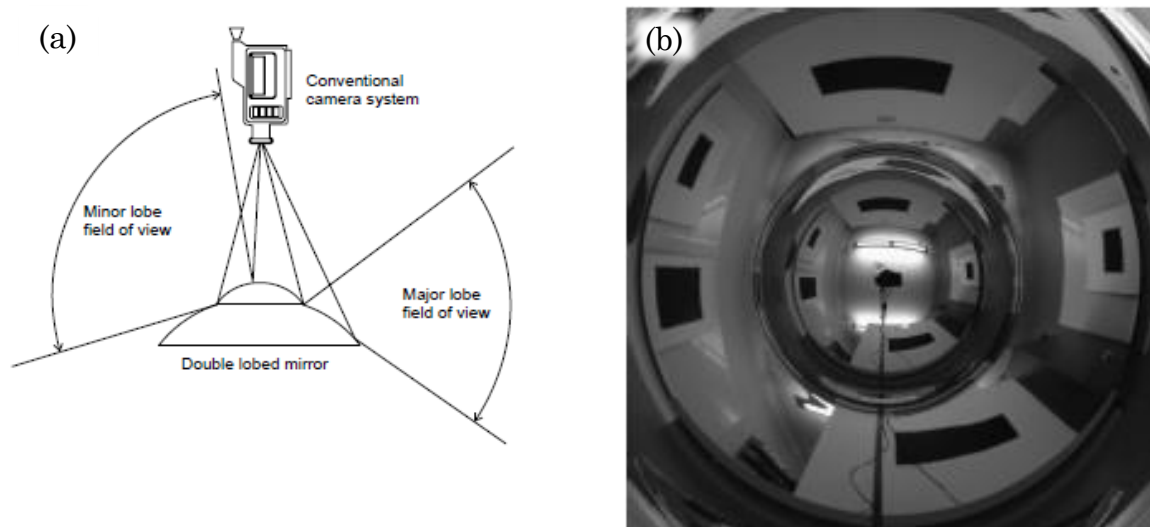 (a)
Conventional
camera system
Minor lobe
field of view
Major lobe
field of view
Double lobed mirror
(b)